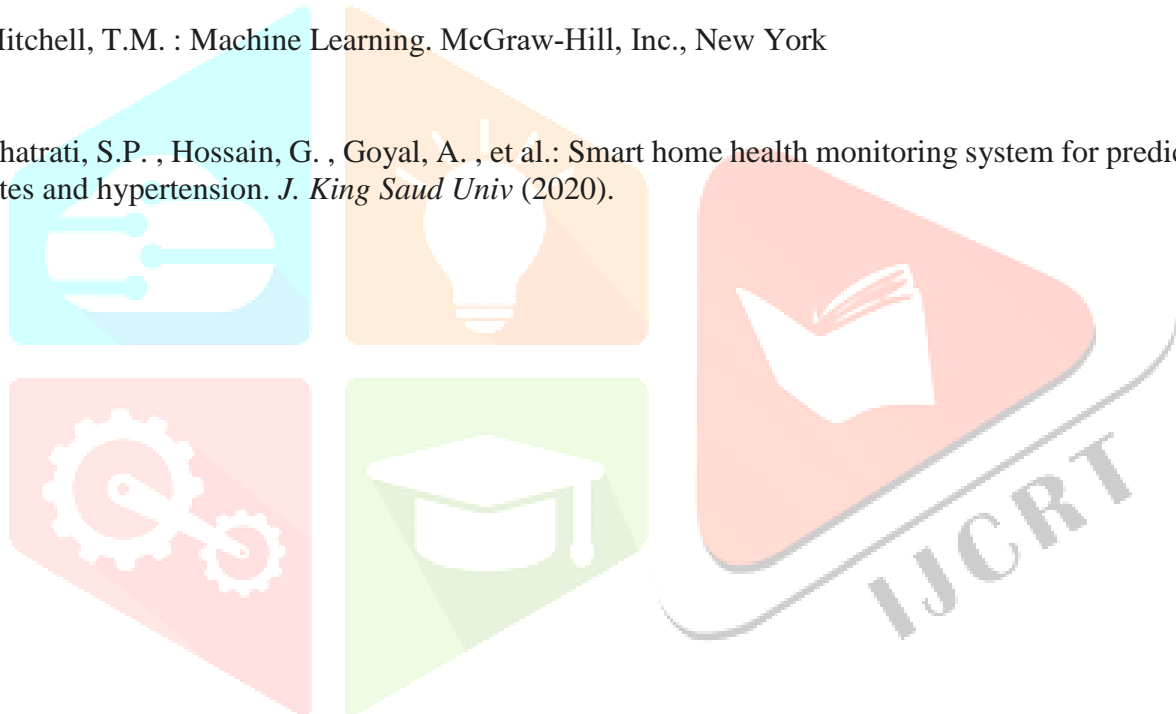 Mitchell, T.M. : Machine Learning. McGraw-Hill, Inc., New York
hatrati, S.P. , Hossain, G. , Goyal, A. , et al.: Smart home health monitoring system for predic
tes and hypertension. J. King Saud Univ (2020).
IJCRT